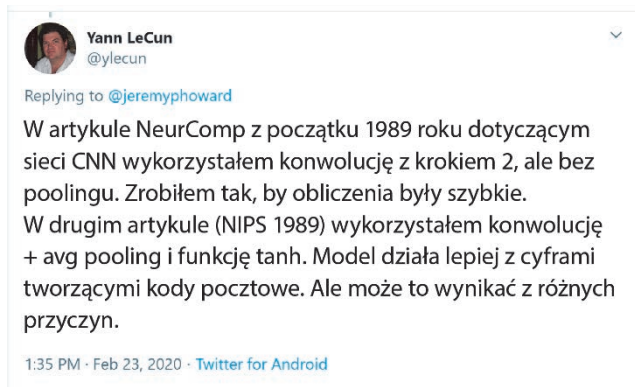 Yann LeCun
@ylecun
Replying to @jeremyphoward
W artykule NeurComp z początku 1989 roku dotyczącym
sieci CNN wykorzystałem konwolucję z krokiem 2, ale bez
poolingu. Zrobiłem tak, by obliczenia były szybkie.
W drugim artykule (NIPS 1989) wykorzystałem konwolucję
+ avg pooling i funkcję tanh. Model działa lepiej z cyframi
tworzącymi kody pocztowe. Ale może to wynikać z różnych
przyczyn.
1:35 PM · Feb 23, 2020 · Twitter for Android